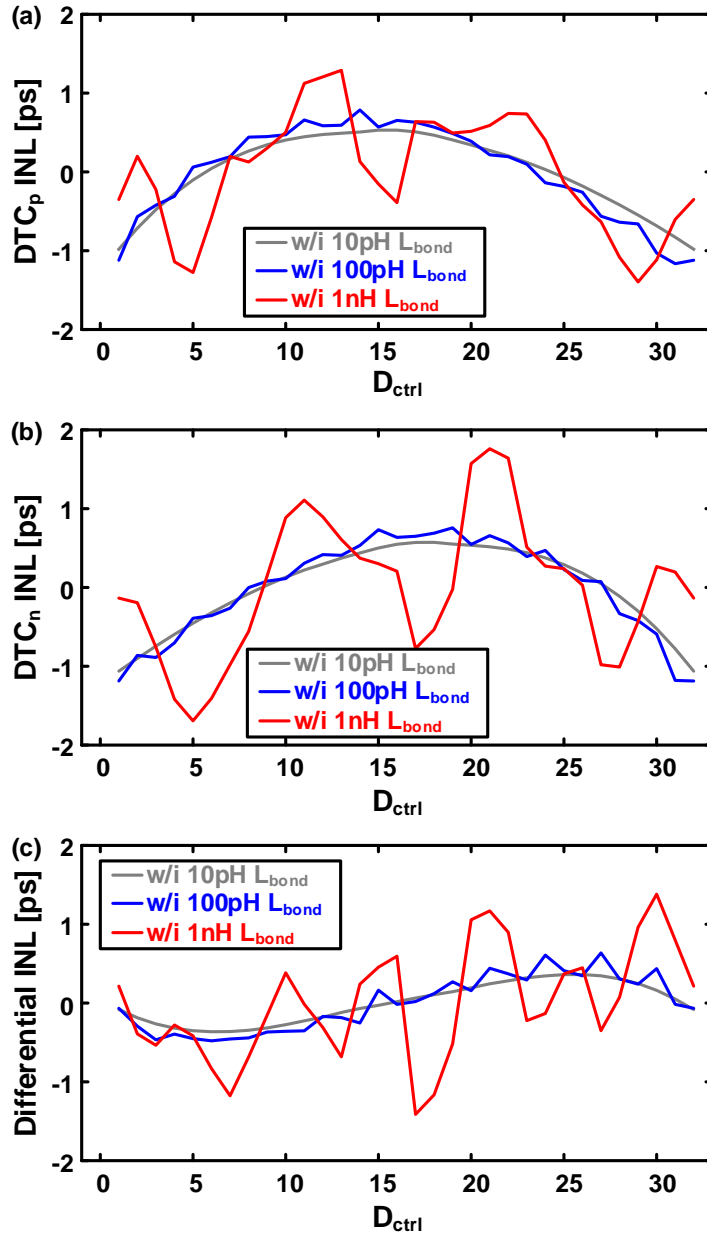 (a)
2
1
0
-1
-2
DTCp INL [ps]
w/i 10pH Lbond
w/i 100pH Lbond
w/i 1nH Lbond
0 5 10 15 20 25 30
Dctrl
(b)
2
1
0
-1
-2
DTCn INL [ps]
w/i 10pH Lbond
w/i 100pH Lbond
w/i 1nH Lbond
0 5 10 15 20 25 30
Dctrl
(c)
2
1
0
-1
-2
Differential INL [ps]
w/i 10pH Lbond
w/i 100pH Lbond
w/i 1nH Lbond
0 5 10 15 20 25 30
Dctrl